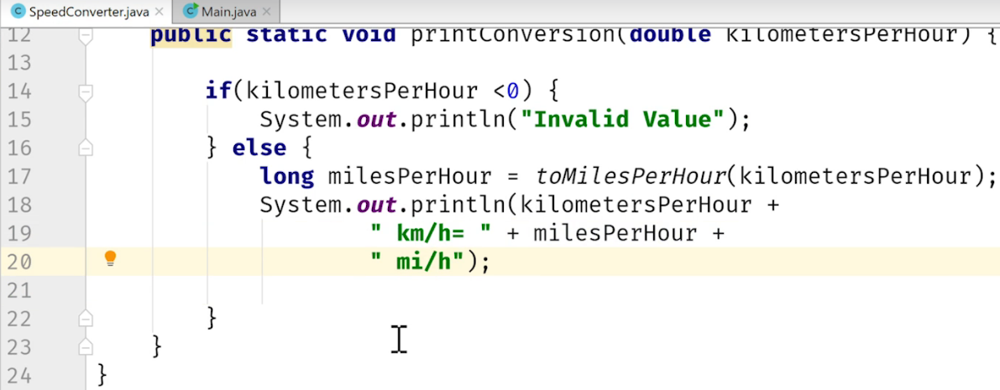 SpeedConverter.java × Main.java ×
12 public static void printConversion(double kilometersPerHour) {
13
14 if(kilometersPerHour <0) {
15 System.out.println("Invalid Value");
16 } else {
17 long milesPerHour = toMilesPerHour(kilometersPerHour);
18 System.out.println(kilometersPerHour +
19 " km/h= " + milesPerHour +
20 " mi/h");
21
22 }
23 }
24 }